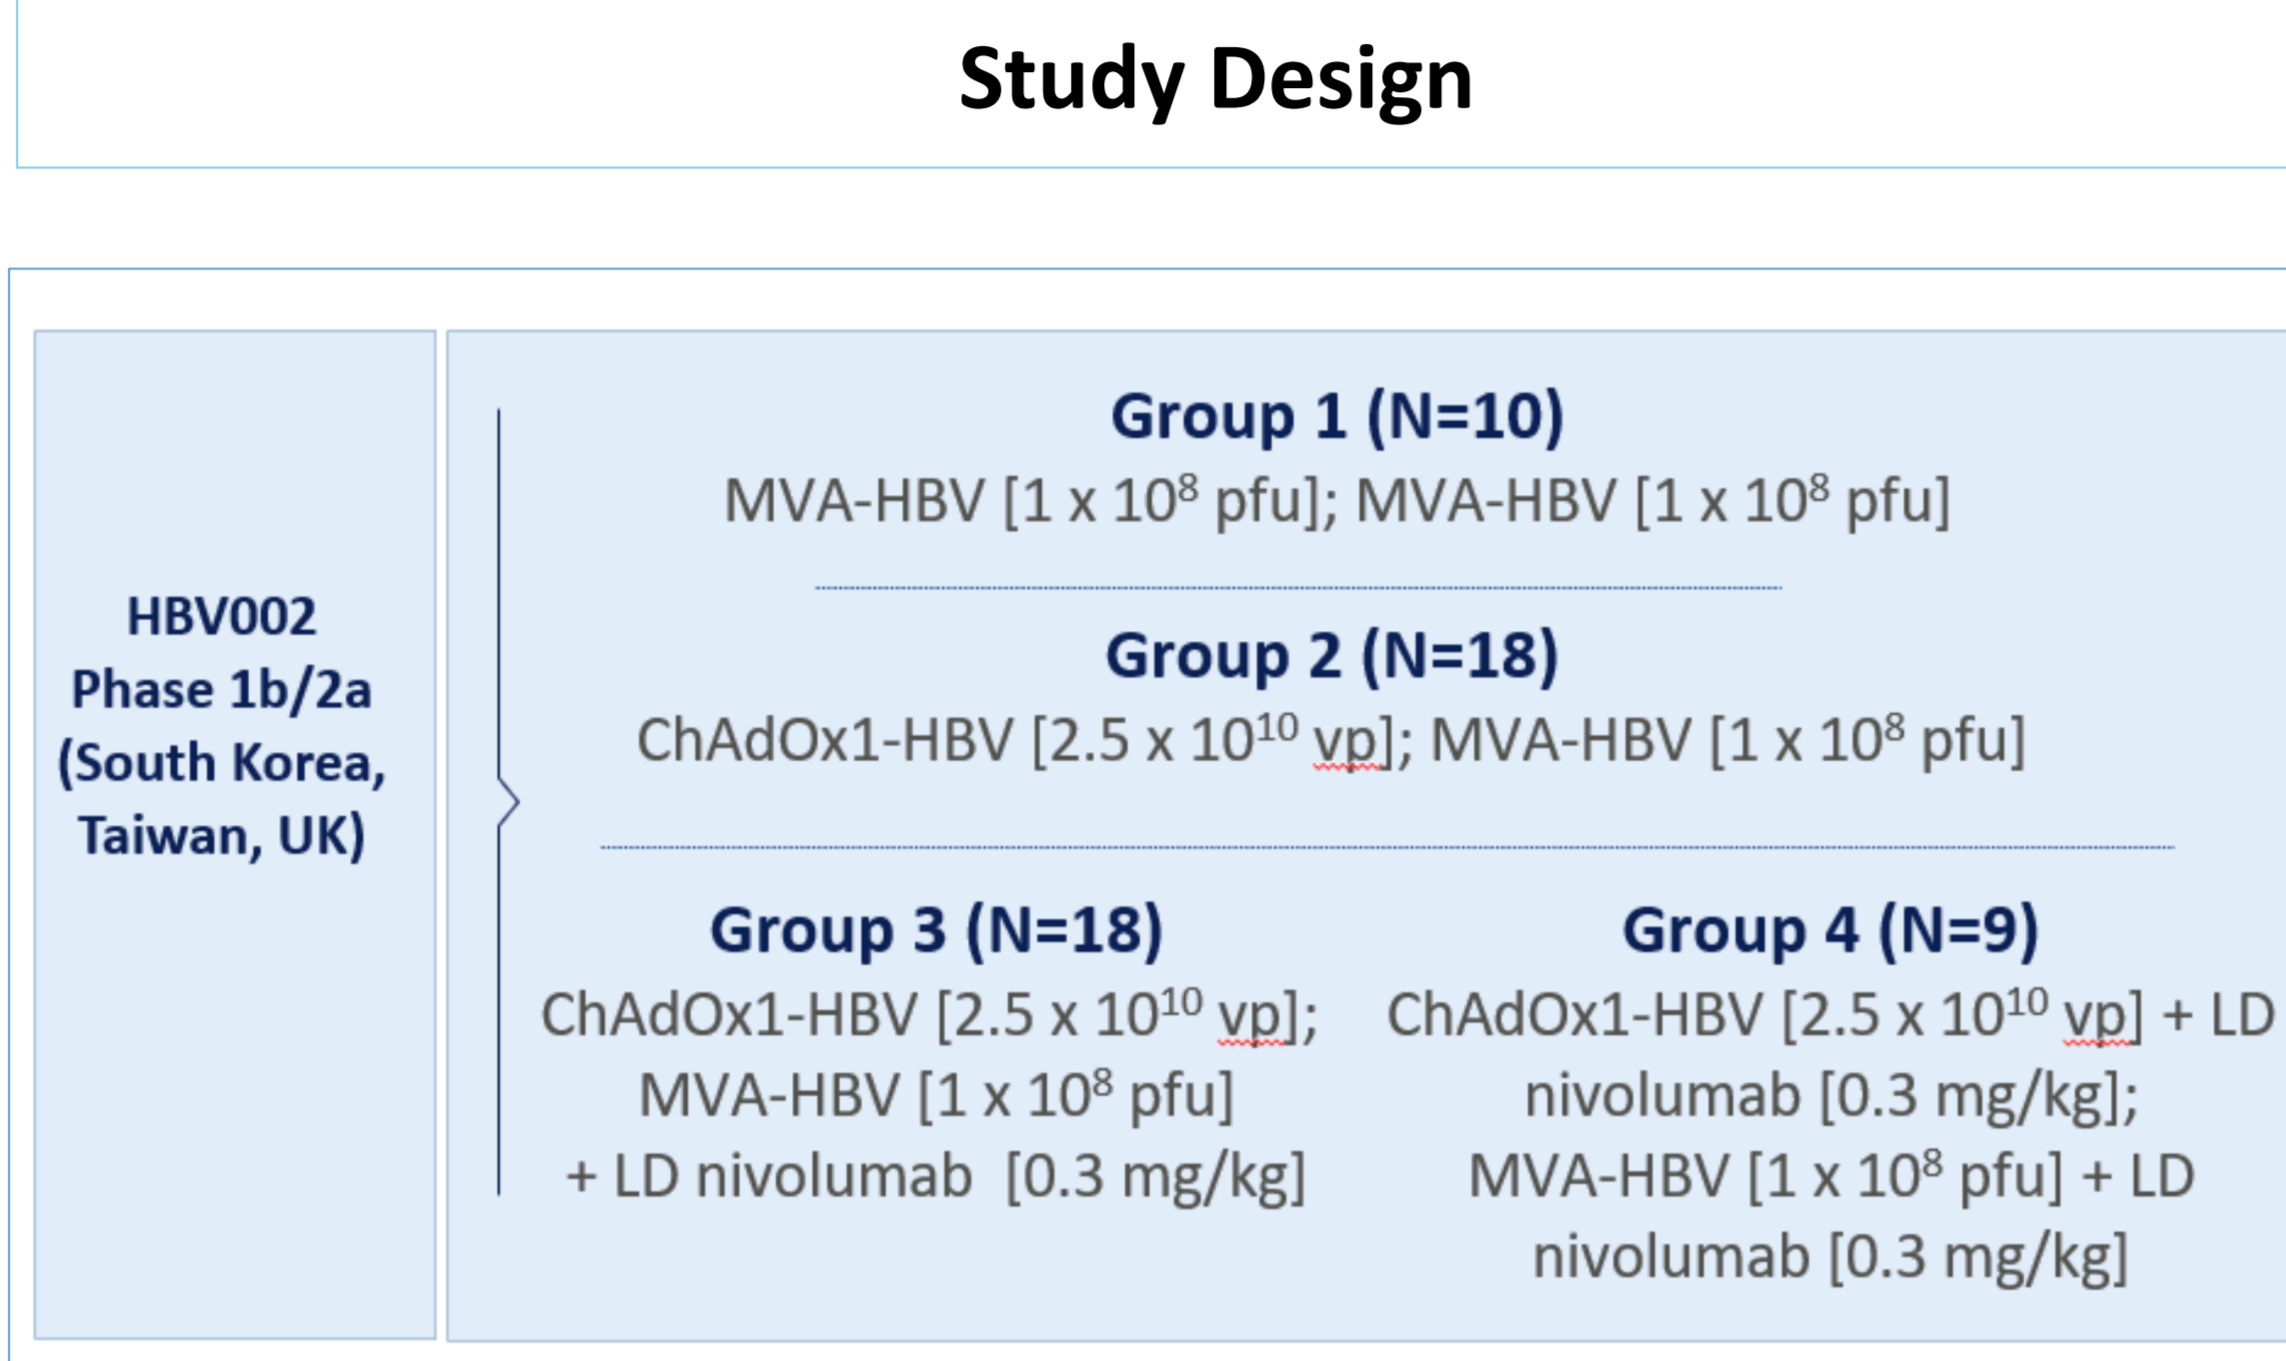 Study Design
HBV002
Phase 1b/2a
(South Korea,
Taiwan, UK)
Group 1 (N=10)
MVA-HBV [1 x 10⁸ pfu]; MVA-HBV [1 x 10⁸ pfu]
Group 2 (N=18)
ChAdOx1-HBV [2.5 x 10¹⁰ vp]; MVA-HBV [1 x 10⁸ pfu]
Group 3 (N=18)
ChAdOx1-HBV [2.5 x 10¹⁰ vp];
MVA-HBV [1 x 10⁸ pfu]
+ LD nivolumab [0.3 mg/kg]
Group 4 (N=9)
ChAdOx1-HBV [2.5 x 10¹⁰ vp] + LD
nivolumab [0.3 mg/kg];
MVA-HBV [1 x 10⁸ pfu] + LD
nivolumab [0.3 mg/kg]